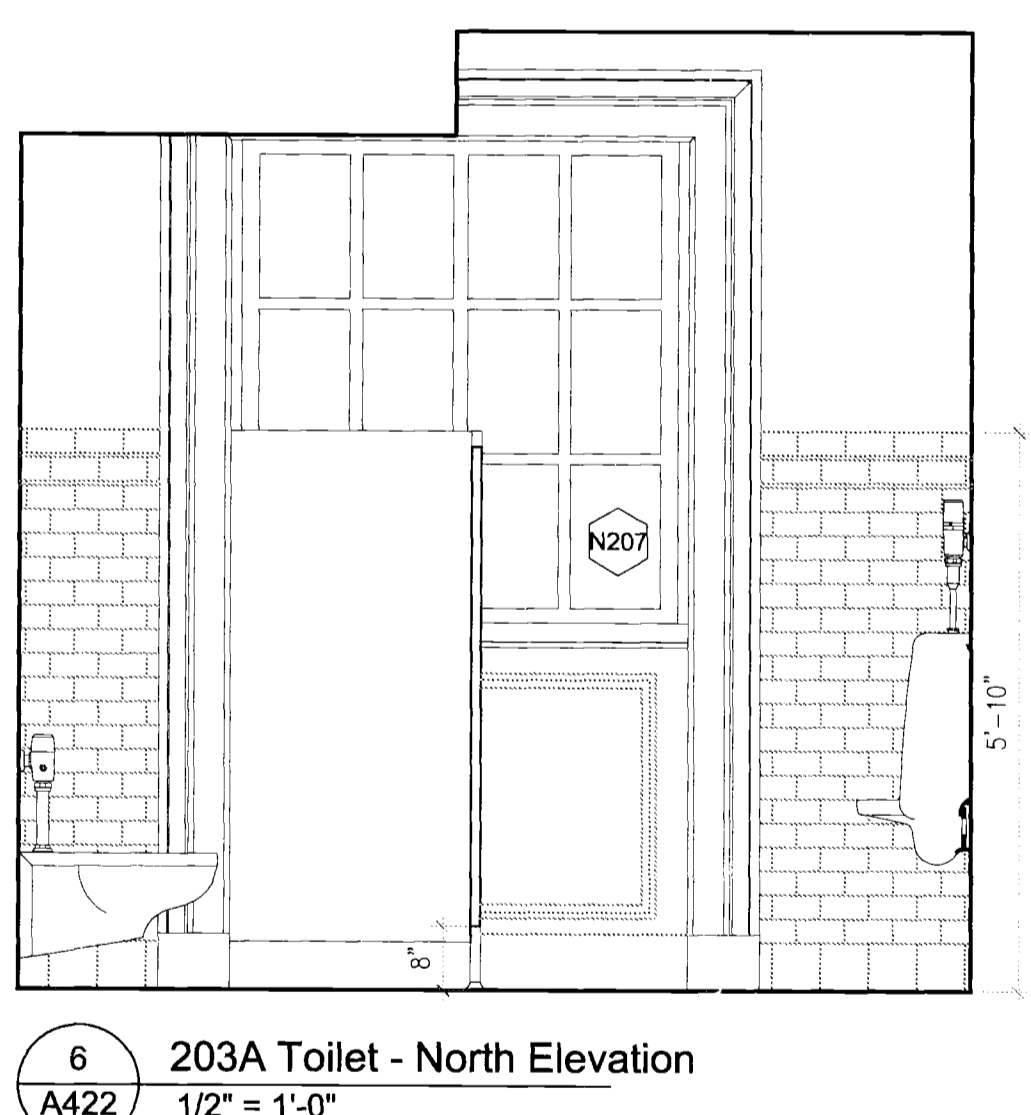 N207
5'-10"
8"
6
203A Toilet - North Elevation
A422
1/2" = 1'-0"